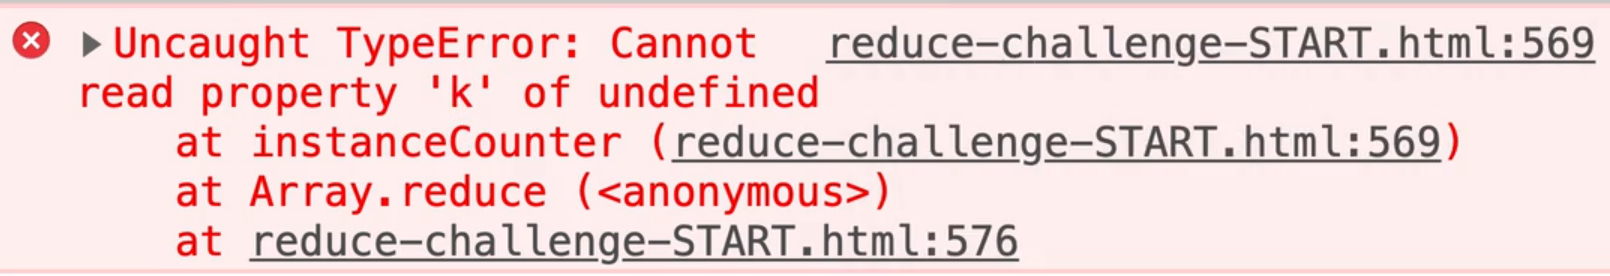 Uncaught TypeError: Cannot reduce-challenge-START.html:569
read property 'k' of undefined
at instanceCounter (reduce-challenge-START.html:569)
at Array.reduce (<anonymous>)
at reduce-challenge-START.html:576